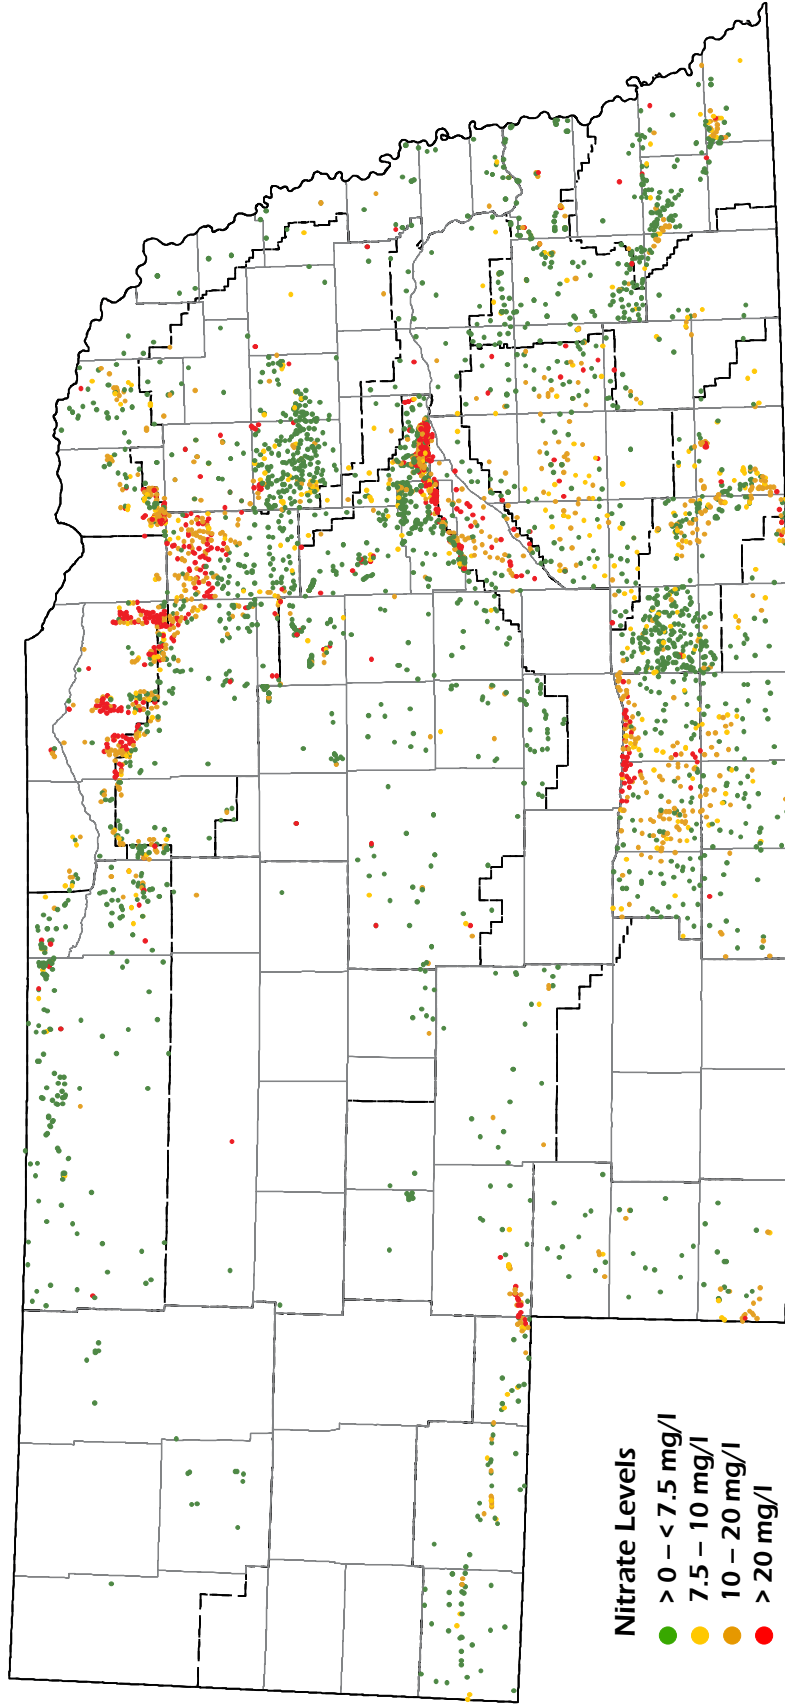 Nitrate Levels
> 0 – < 7.5 mg/l
7.5 – 10 mg/l
10 – 20 mg/l
> 20 mg/l